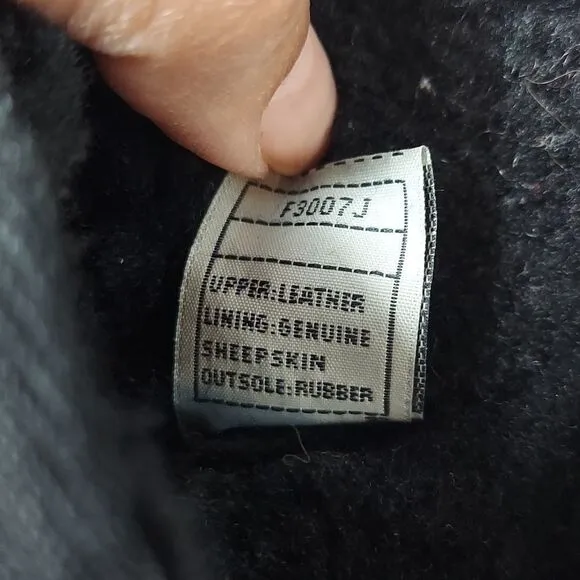 F3007J
UPPER:LEATHER
LINING:GENUINE
SHEEPSKIN
OUTSOLE:RUBBER